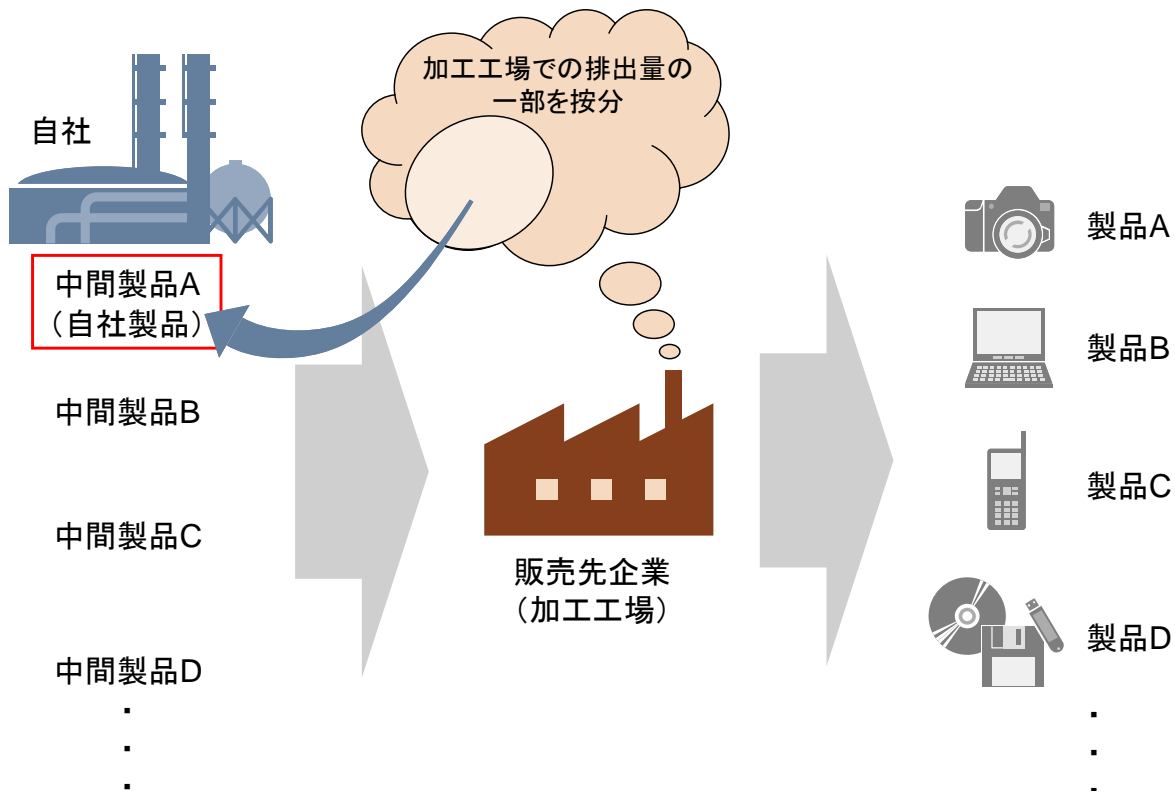 加工工場での排出量の
一部を按分
自社
中間製品A
（自社製品）
中間製品B
中間製品C
中間製品D
・
・
・
販売先企業
（加工工場）
製品A
製品B
製品C
製品D
・
・
・